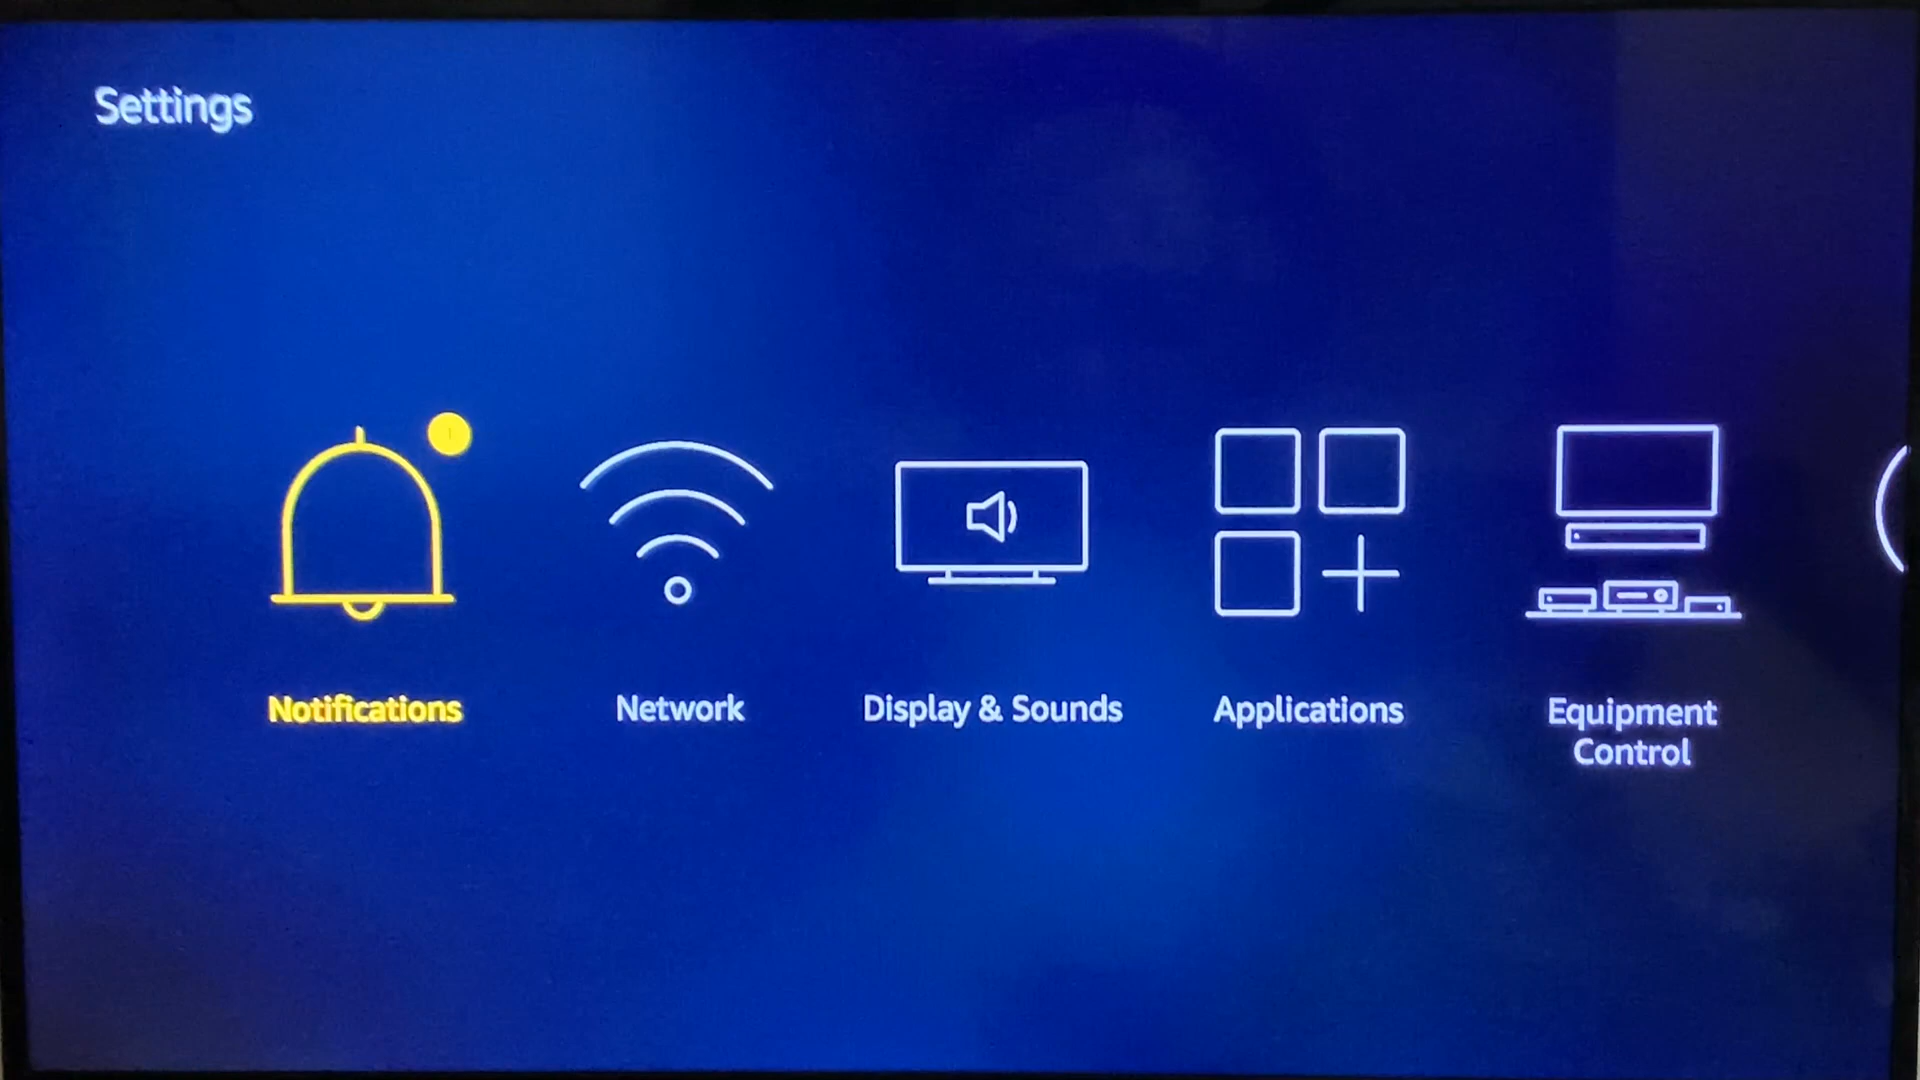 Settings
Notifications
Network
Display & Sounds
Applications
Equipment
Control